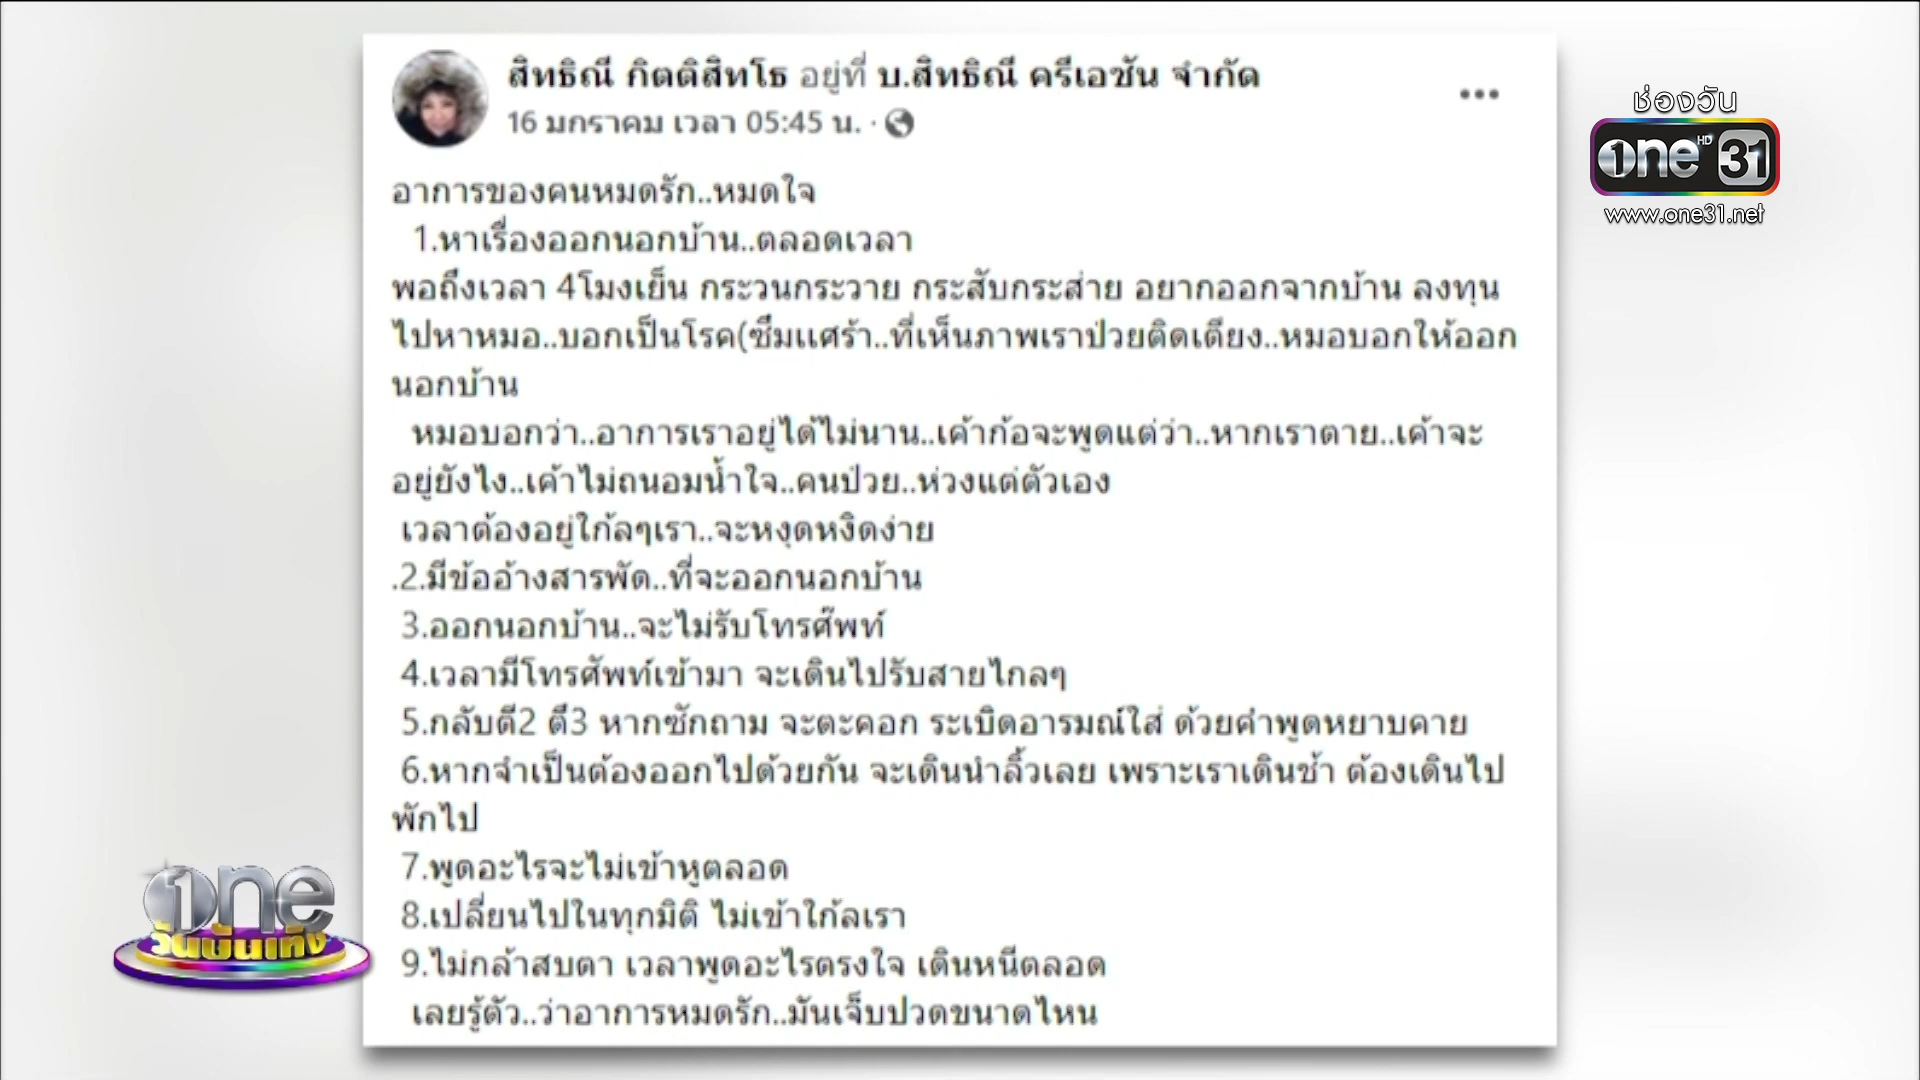 สิทธิณี กิตติสิทโธ อยู่ที่ บ.สิทธิณี ครีเอชัน จำกัด
16 มกราคม เวลา 05:45 น. ·
อาการของคนหมดรัก..หมดใจ
1.หาเรื่องออกนอกบ้าน..ตลอดเวลา
พอถึงเวลา 4โมงเย็น กระวนกระวาย กระสับกระส่าย อยากออกจากบ้าน ลงทุน
ไปหาหมอ..บอกเป็นโรค(ซึมแศร้า..ที่เห็นภาพเราป่วยติดเตียง..หมอบอกให้ออก
นอกบ้าน
หมอบอกว่า..อาการเราอยู่ได้ไม่นาน..เค้าก้อจะพูดแต่ว่า..หากเราตาย..เค้าจะ
อยู่ยังไง..เค้าไม่ถนอมน้ำใจ..คนป่วย..ห่วงแต่ตัวเอง
เวลาต้องอยู่ใก้ลๆเรา..จะหงุดหงิดง่าย
.2.มีข้ออ้างสารพัด..ที่จะออกนอกบ้าน
3.ออกนอกบ้าน..จะไม่รับโทรศ๊พท์
4.เวลามีโทรศัพท์เข้ามา จะเดินไปรับสายไกลๆ
5.กลับตี2 ตี3 หากซักถาม จะตะคอก ระเบิดอารมณ์ใส่ ด้วยคำพูดหยาบคาย
6.หากจำเป็นต้องออกไปด้วยกัน จะเดินนำลิ้วเลย เพราะเราเดินช้า ต้องเดินไป
พักไป
7.พูดอะไรจะไม่เข้าหูตลอด
8.เปลี่ยนไปในทุกมิติ ไม่เข้าใก้ลเรา
9.ไม่กล้าสบตา เวลาพูดอะไรตรงใจ เดินหนีตลอด
เลยรู้ตัว..ว่าอาการหมดรัก..มันเจ็บปวดขนาดไหน
ช่องวัน
one HD 31
www.one31.net
one
วันบันเทิง